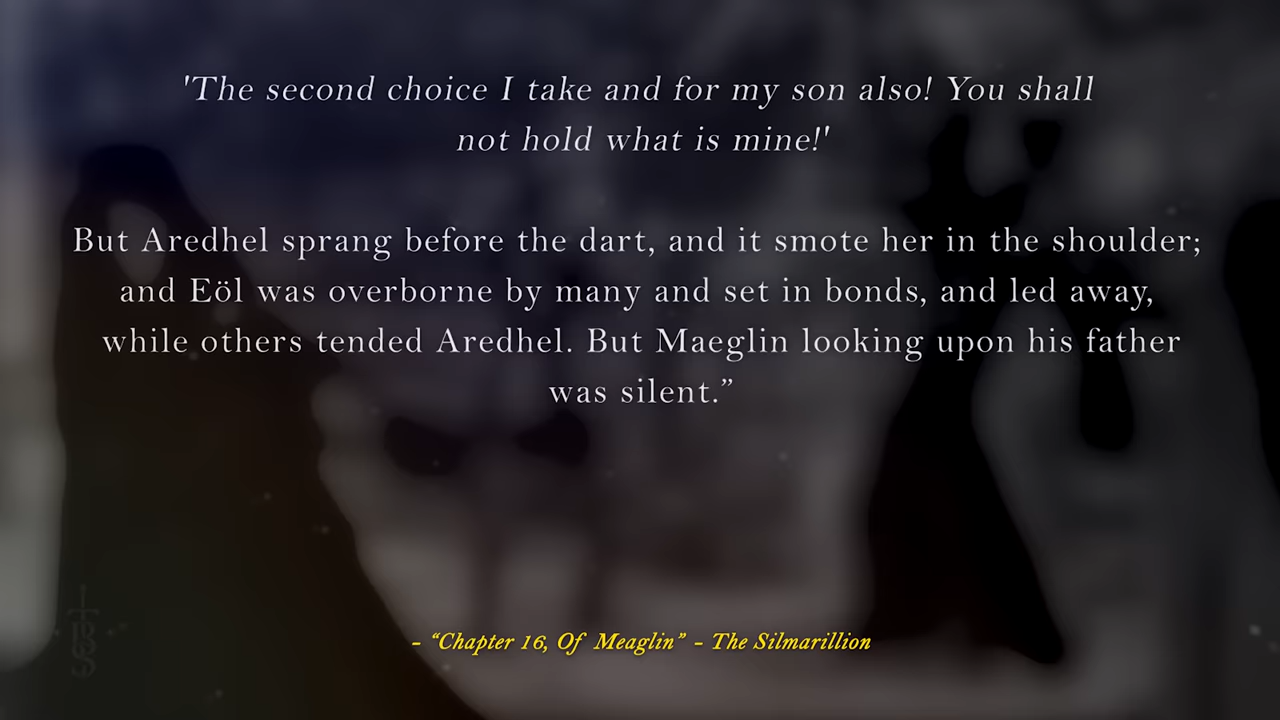 'The second choice I take and for my son also! You shall
not hold what is mine!'
But Aredhel sprang before the dart, and it smote her in the shoulder;
and Eöl was overborne by many and set in bonds, and led away,
while others tended Aredhel. But Maeglin looking upon his father
was silent.”
- “Chapter 16, Of Meaglin” - The Silmarillion